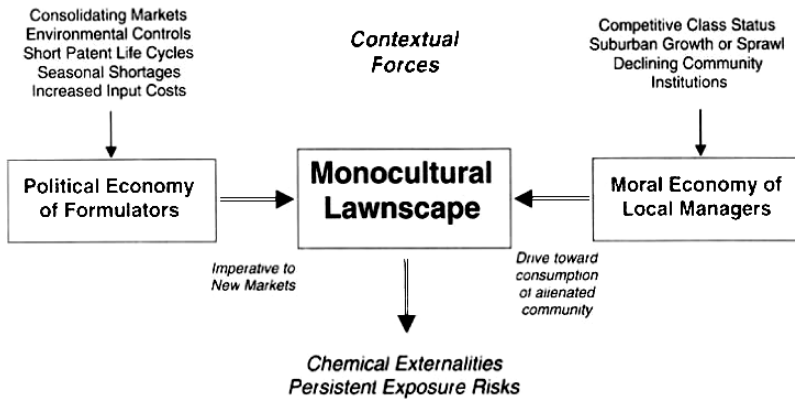 Consolidating Markets
Environmental Controls
Short Patent Life Cycles
Seasonal Shortages
Increased Input Costs
Contextual
Forces
Competitive Class Status
Suburban Growth or Sprawl
Declining Community
Institutions
Political Economy
of Formulators
Monocultural
Lawnscape
Moral Economy of
Local Managers
Imperative to
New Markets
Drive toward
consumption
of alienated
community
Chemical Externalities
Persistent Exposure Risks